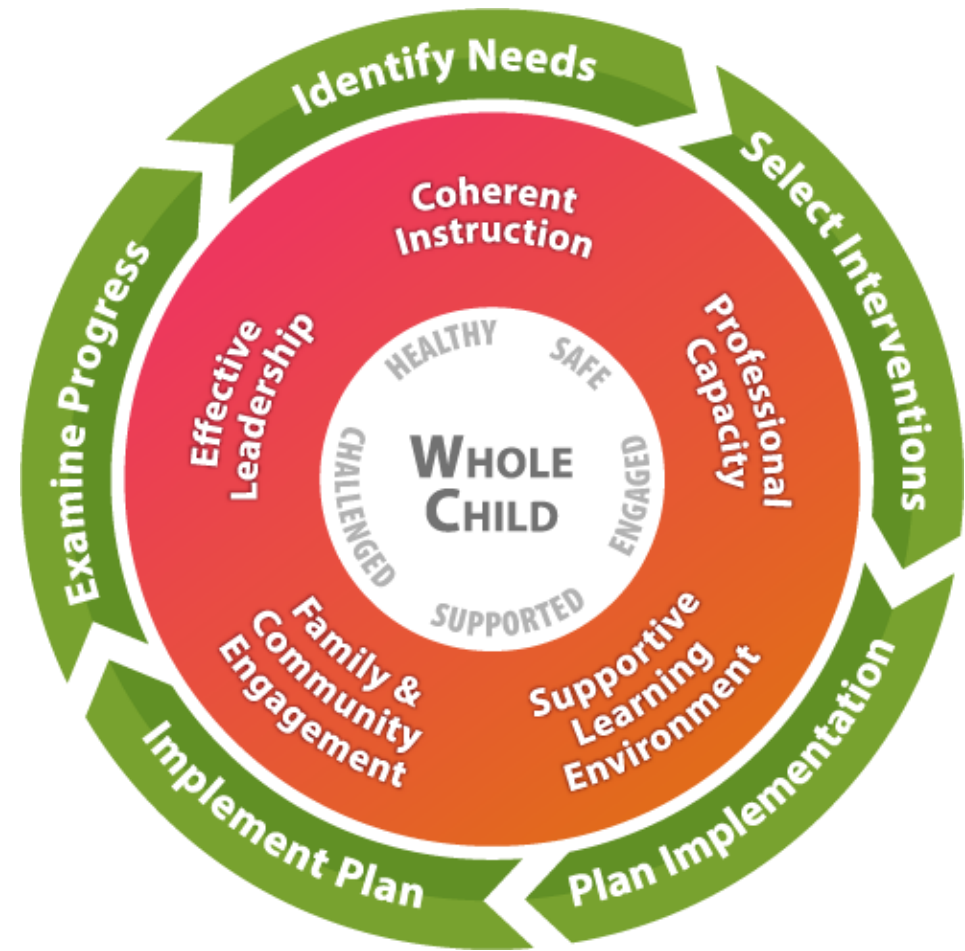 Identify Needs
Select Interventions
Plan Implementation
Implement Plan
Examine Progress
Coherent
Instruction
Professional
Capacity
Supportive
Learning
Environment
Family &
Community
Engagement
Effective
Leadership
HEALTHY
SAFE
ENGAGED
SUPPORTED
CHALLENGED
WHOLE
CHILD